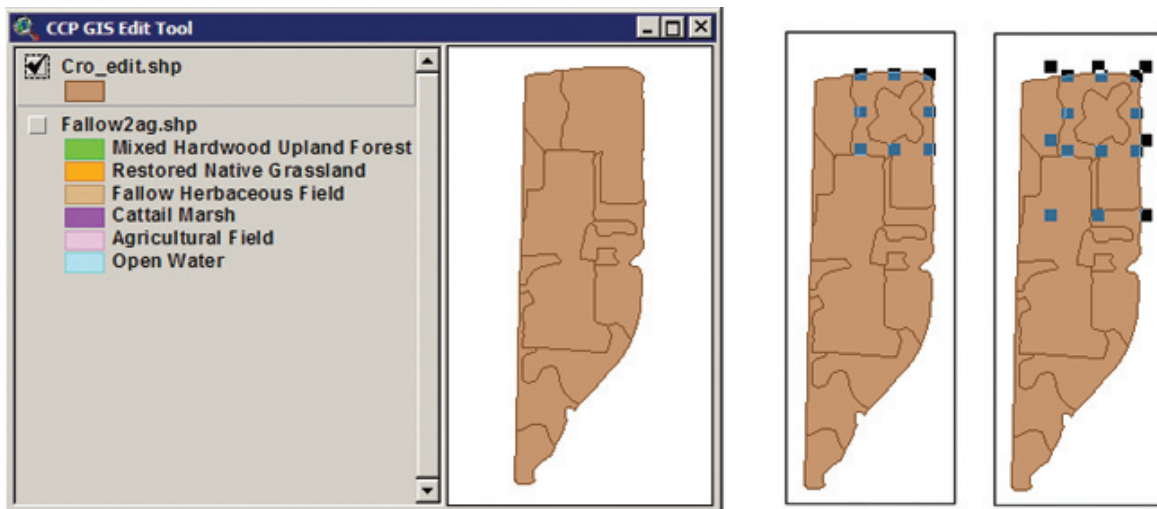 CCP GIS Edit Tool
Cro_edit.shp
Fallow2ag.shp
Mixed Hardwood Upland Forest
Restored Native Grassland
Fallow Herbaceous Field
Cattail Marsh
Agricultural Field
Open Water